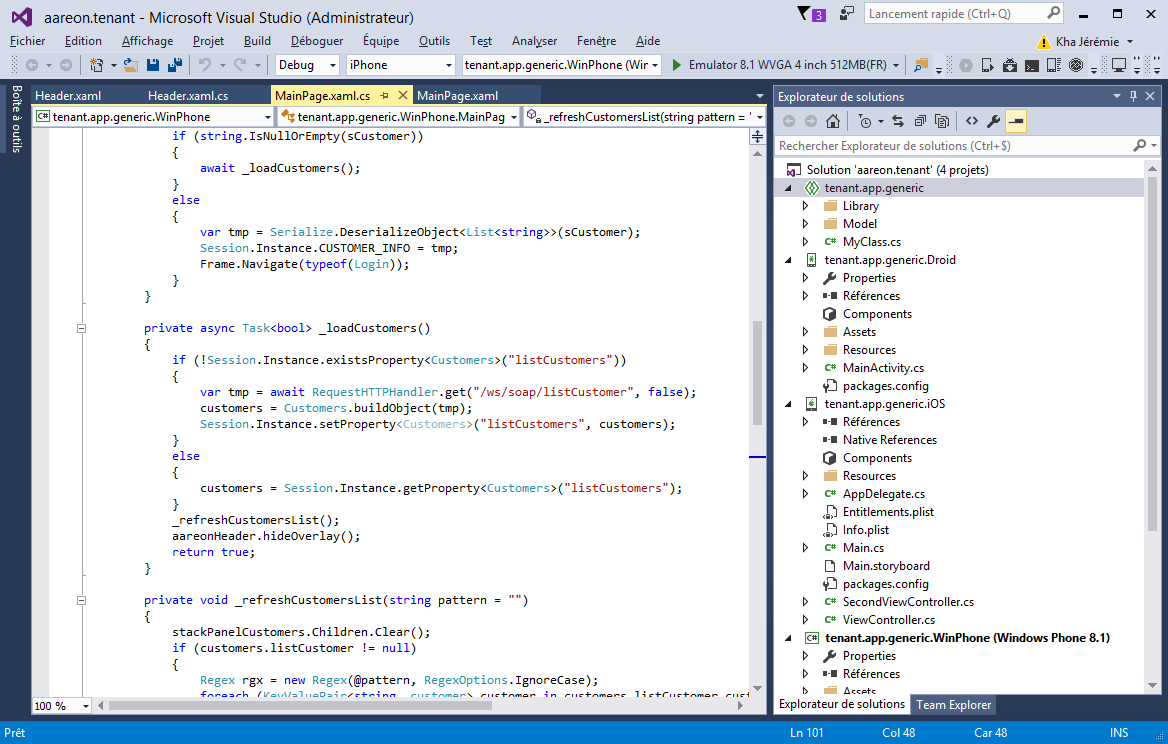 aareon.tenant - Microsoft Visual Studio (Administrateur)
3
Lancement rapide (Ctrl+Q)
Fichier Edition Affichage Projet Build Déboguer Équipe Outils Test Analyser Fenêtre Aide
Kha Jérémie
Debug iPhone tenant.app.generic.WinPhone (Win Emulator 8.1 WVGA 4 inch 512MB(FR)
Boîte à outils
Header.xaml Header.xaml.cs MainPage.xaml.cs MainPage.xaml
C# tenant.app.generic.WinPhone tenant.app.generic.WinPhone.MainPag _refreshCustomersList(string pattern = "
if (string.IsNullOrEmpty(sCustomer))
{
await _loadCustomers();
}
else
{
var tmp = Serialize.DeserializeObject<List<string>>(sCustomer);
Session.Instance.CUSTOMER_INFO = tmp;
Frame.Navigate(typeof(Login));
}
}
private async Task<bool> _loadCustomers()
{
if (!Session.Instance.existsProperty<Customers>("listCustomers"))
{
var tmp = await RequestHTTPHandler.get("/ws/soap/listCustomer", false);
customers = Customers.buildObject(tmp);
Session.Instance.setProperty<Customers>("listCustomers", customers);
}
else
{
customers = Session.Instance.getProperty<Customers>("listCustomers");
}
_refreshCustomersList();
aareonHeader.hideOverlay();
return true;
}
private void _refreshCustomersList(string pattern = "")
{
stackPanelCustomers.Children.Clear();
if (customers.listCustomer != null)
{
Regex rgx = new Regex(@pattern, RegexOptions.IgnoreCase);
foreach (KeyValuePair<string, customer> customer in customers.listCustomer.cust
100 %
Explorateur de solutions
Rechercher Explorateur de solutions (Ctrl+$)
Solution 'aareon.tenant' (4 projets)
tenant.app.generic
Library
Model
C# MyClass.cs
tenant.app.generic.Droid
Properties
Références
Components
Assets
Resources
C# MainActivity.cs
packages.config
tenant.app.generic.iOS
Références
Native References
Components
Resources
C# AppDelegate.cs
Entitlements.plist
Info.plist
C# Main.cs
Main.storyboard
packages.config
C# SecondViewController.cs
C# ViewController.cs
C# tenant.app.generic.WinPhone (Windows Phone 8.1)
Properties
Références
Assets
Explorateur de solutions Team Explorer
Prêt Ln 101 Col 48 Car 48 INS